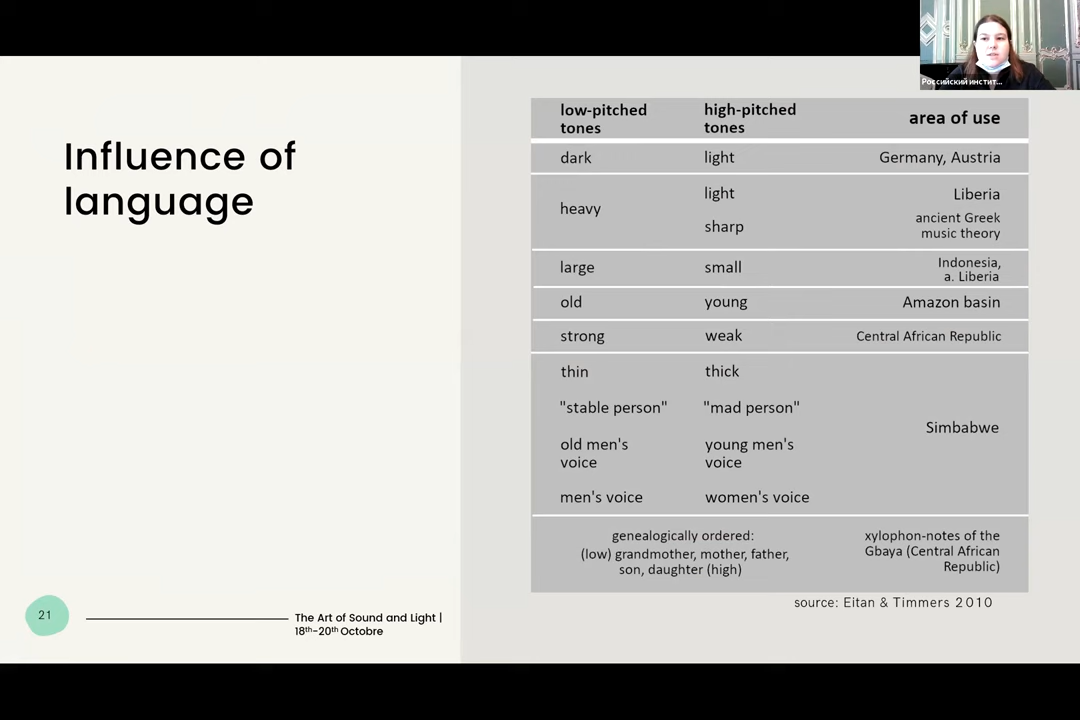 Российский инстит...
Influence of
language
low-pitched
tones
high-pitched
tones
area of use
dark
light
Germany, Austria
heavy
light
Liberia
sharp
ancient Greek
music theory
large
small
Indonesia,
a. Liberia
old
young
Amazon basin
strong
weak
Central African Republic
thin
thick
"stable person"
"mad person"
old men's
voice
young men's
voice
men's voice
women's voice
Simbabwe
genealogically ordered:
(low) grandmother, mother, father,
son, daughter (high)
xylophon-notes of the
Gbaya (Central African
Republic)
source: Eitan & Timmers 2010
21
The Art of Sound and Light |
18th-20th Octobre